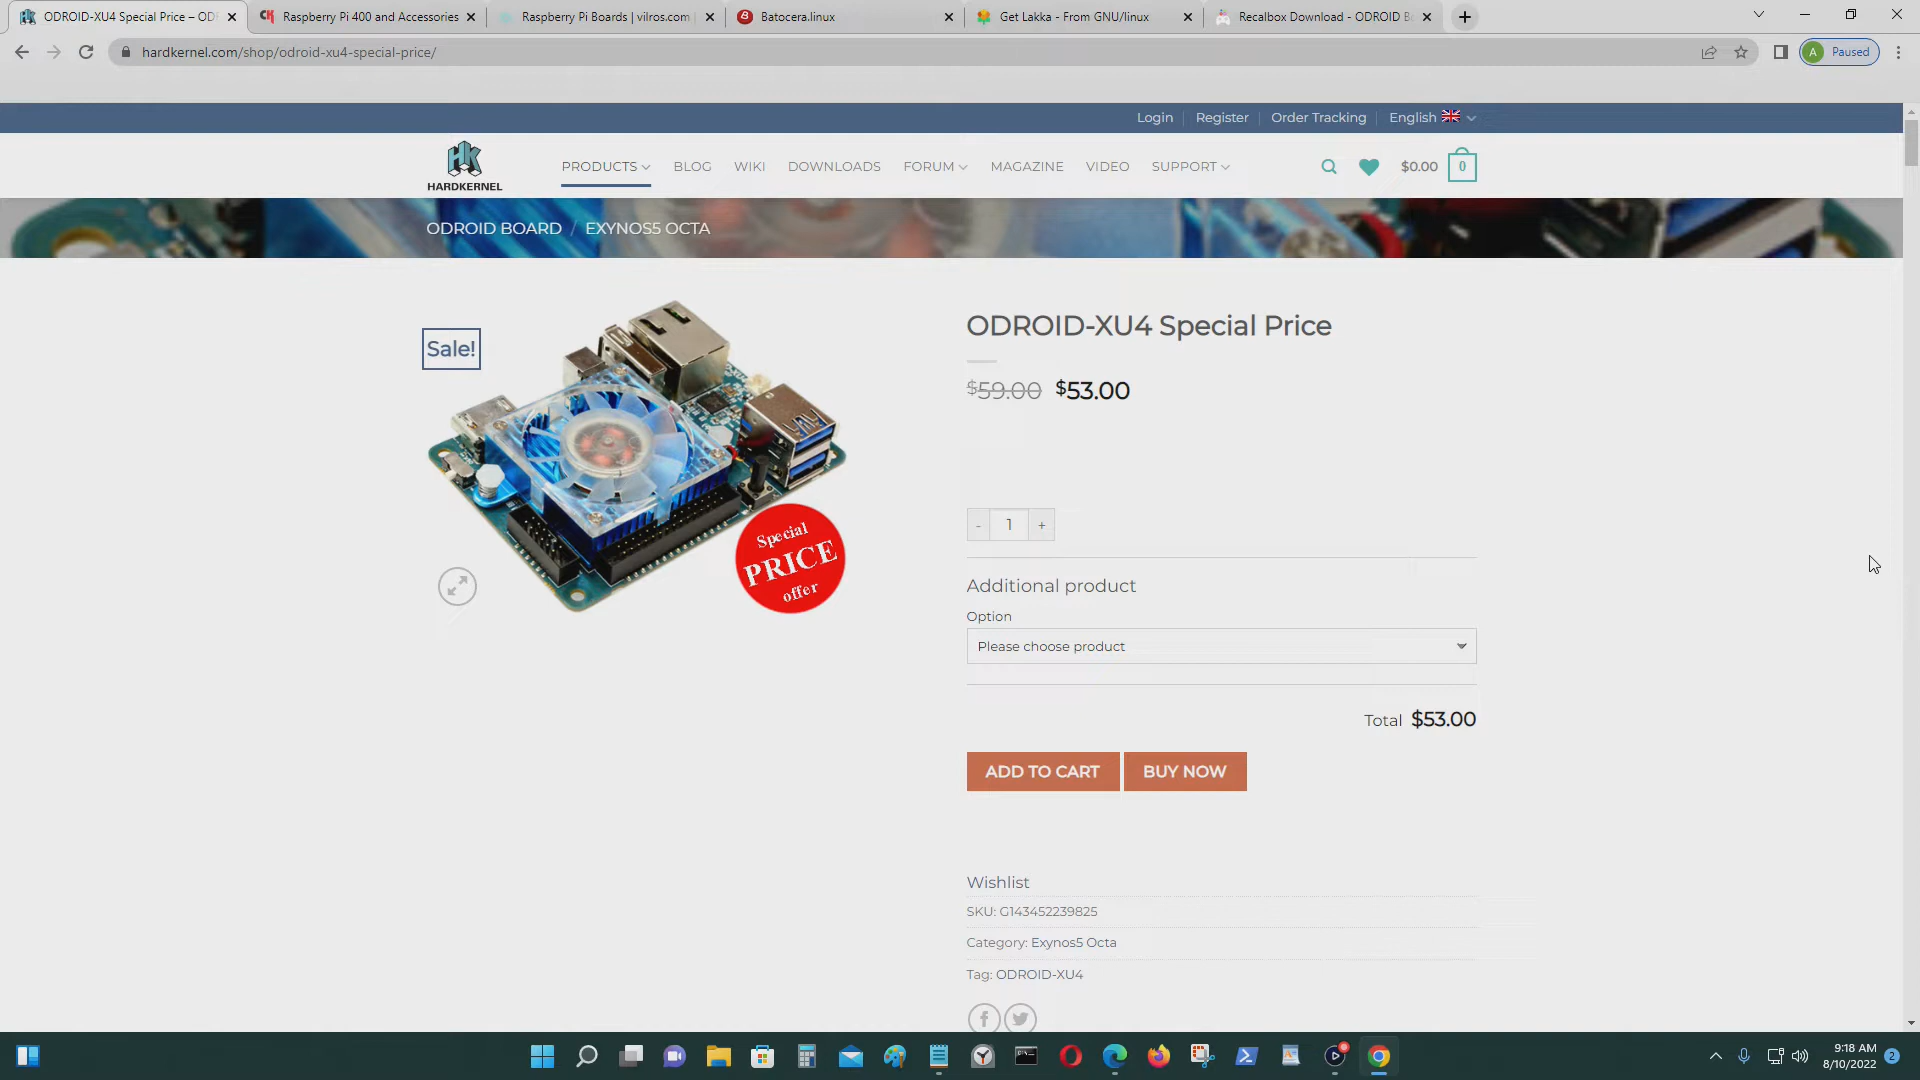 ODROID-XU4 Special Price – OD
Raspberry Pi 400 and Accessories
Raspberry Pi Boards | vilros.com
Batocera.linux
Get Lakka - From GNU/linux
Recalbox Download - ODROID B
hardkernel.com/shop/odroid-xu4-special-price/
A Paused
Login
Register
Order Tracking
English
HARDKERNEL
PRODUCTS
BLOG
WIKI
DOWNLOADS
FORUM
MAGAZINE
VIDEO
SUPPORT
$0.00
0
ODROID BOARD / EXYNOS5 OCTA
Sale!
Special
PRICE
offer
ODROID-XU4 Special Price
$59.00 $53.00
- 1 +
Additional product
Option
Please choose product
Total $53.00
ADD TO CART
BUY NOW
Wishlist
SKU: G143452239825
Category: Exynos5 Octa
Tag: ODROID-XU4
9:18 AM
8/10/2022
2